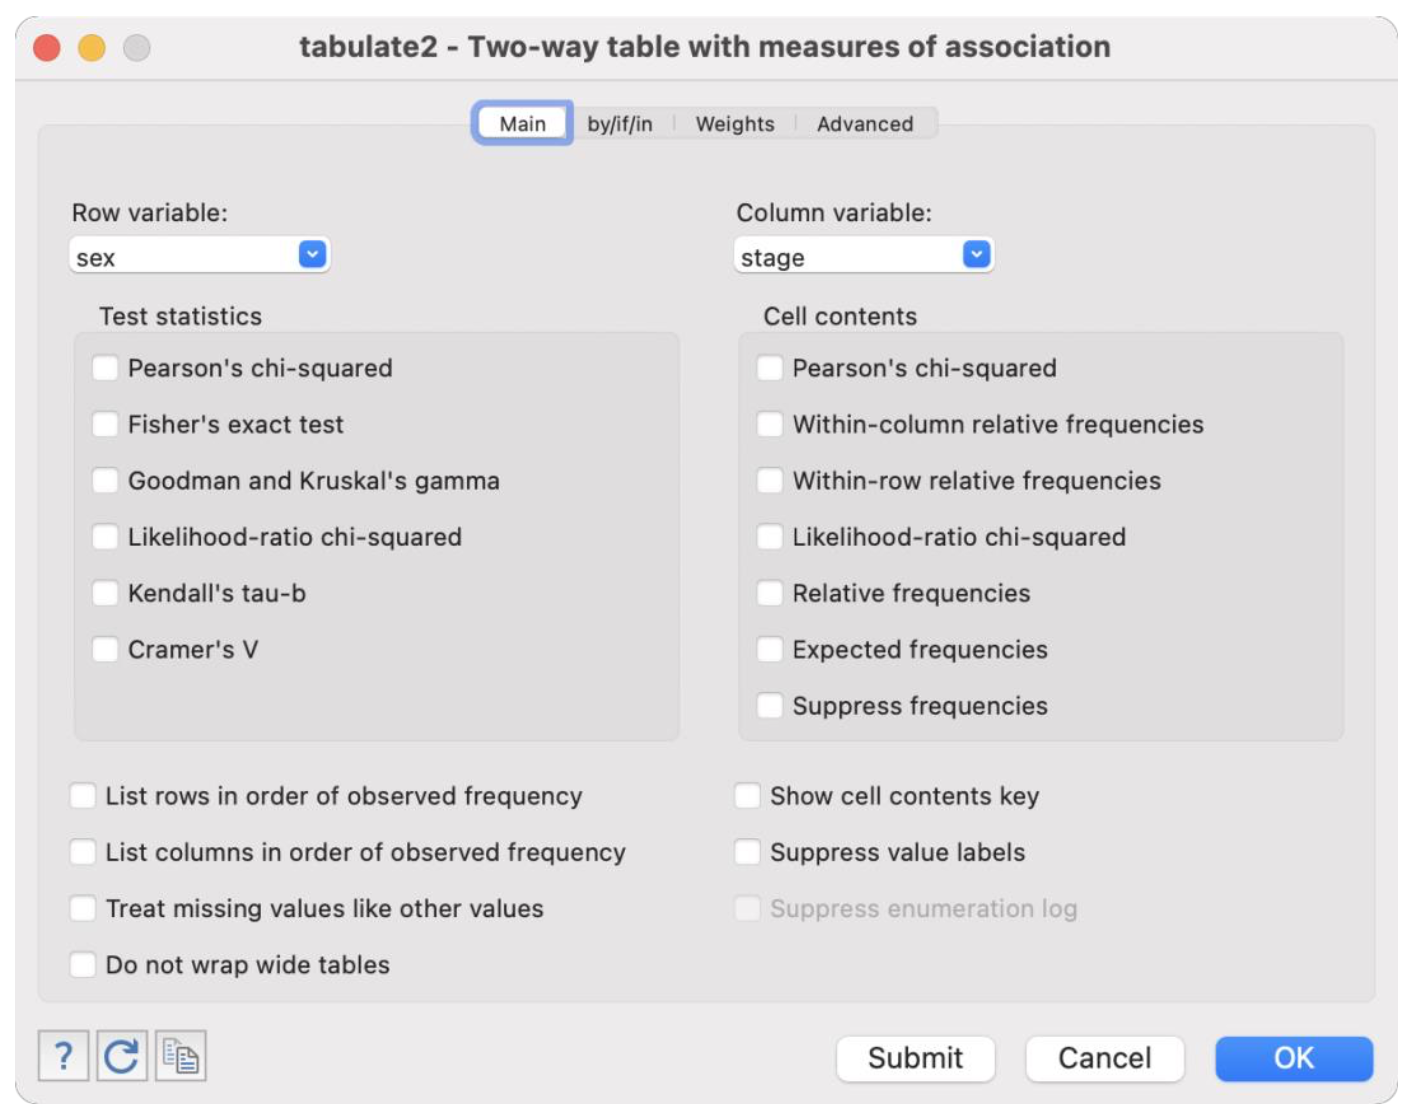 tabulate2 - Two-way table with measures of association
Main by/if/in Weights Advanced
Row variable:
sex
Column variable:
stage
Test statistics
Pearson's chi-squared
Fisher's exact test
Goodman and Kruskal's gamma
Likelihood-ratio chi-squared
Kendall's tau-b
Cramer's V
Cell contents
Pearson's chi-squared
Within-column relative frequencies
Within-row relative frequencies
Likelihood-ratio chi-squared
Relative frequencies
Expected frequencies
Suppress frequencies
List rows in order of observed frequency
List columns in order of observed frequency
Treat missing values like other values
Do not wrap wide tables
Show cell contents key
Suppress value labels
Suppress enumeration log
?
Submit Cancel OK